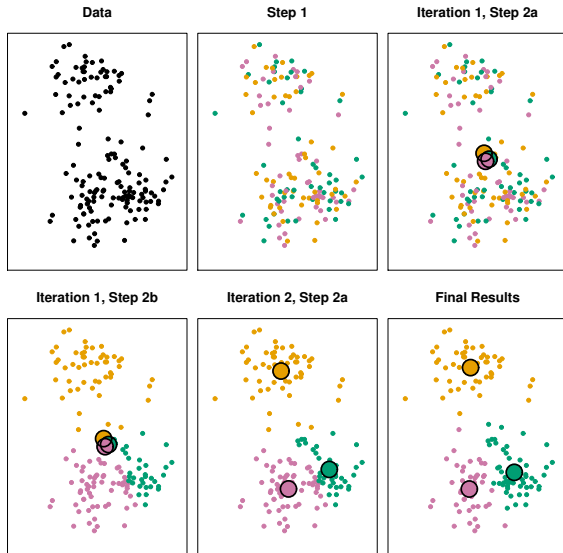 Data
Step 1
Iteration 1, Step 2a
Iteration 1, Step 2b
Iteration 2, Step 2a
Final Results